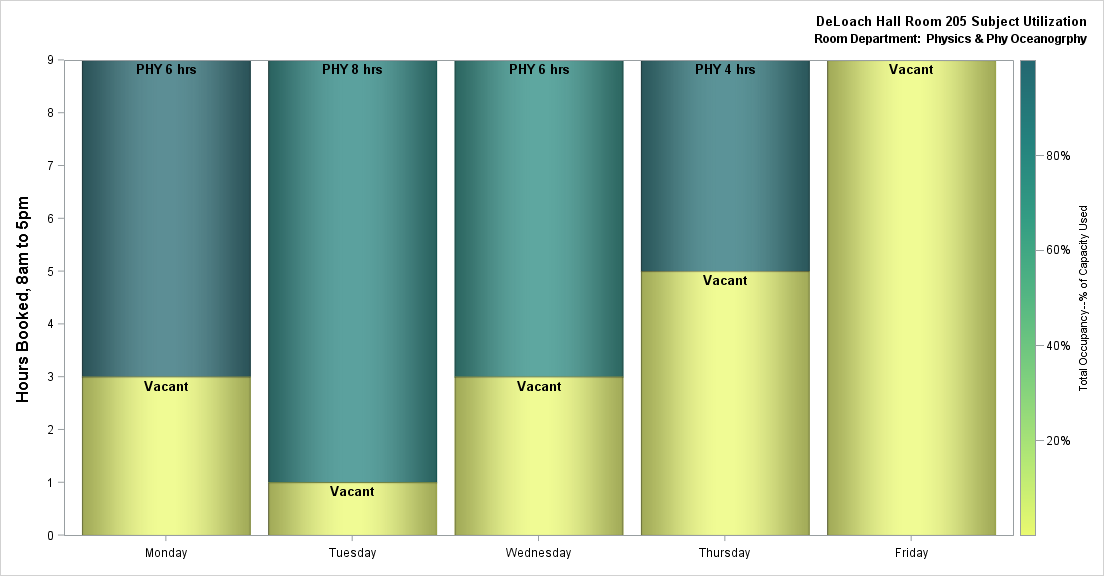 DeLoach Hall Room 205 Subject Utilization
Room Department:  Physics & Phy Oceanogrphy
Hours Booked, 8am to 5pm
9
8
7
6
5
4
3
2
1
0
PHY 6 hrs
Vacant
PHY 8 hrs
Vacant
PHY 6 hrs
Vacant
PHY 4 hrs
Vacant
Vacant
Monday
Tuesday
Wednesday
Thursday
Friday
80%
60%
40%
20%
Total Occupancy--% of Capacity Used